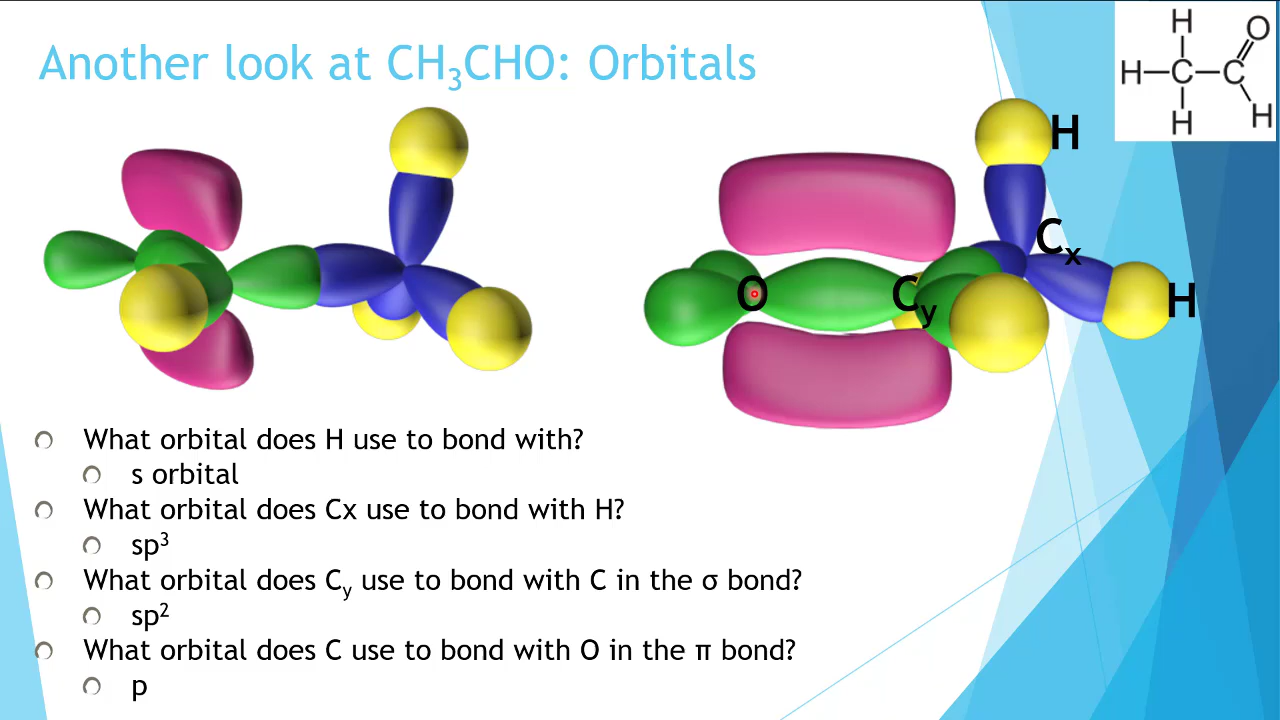 Another look at CH₃CHO: Orbitals
H
O
H—C—C
H
H
H
Cₓ
O
C_y
H
What orbital does H use to bond with?
s orbital
What orbital does Cx use to bond with H?
sp³
What orbital does C_y use to bond with C in the σ bond?
sp²
What orbital does C use to bond with O in the π bond?
p